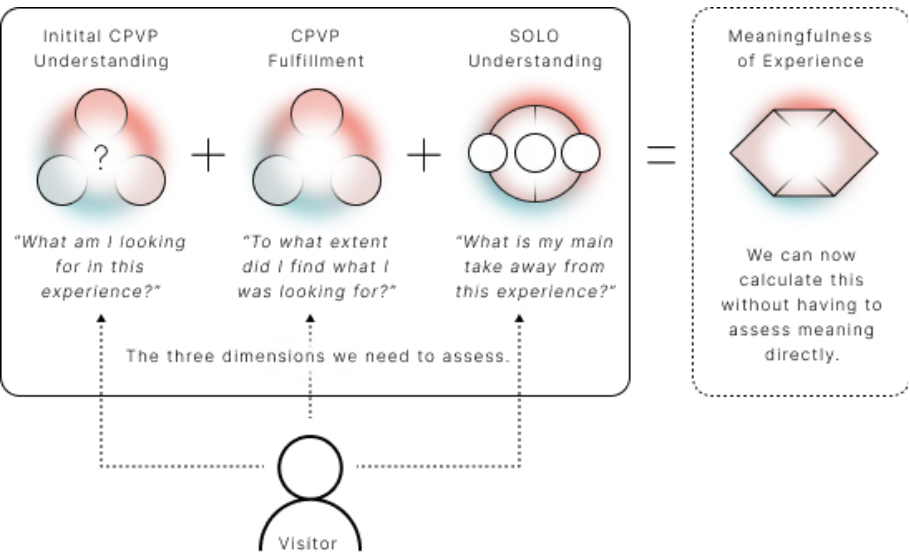 Initital CPVP
Understanding
CPVP
Fulfillment
SOLO
Understanding
Meaningfulness
of Experience
?
+
+
=
“What am I looking
for in this
experience?”
“To what extent
did I find what I
was looking for?”
“What is my main
take away from
this experience?”
We can now
calculate this
without having to
assess meaning
directly.
The three dimensions we need to assess.
Visitor